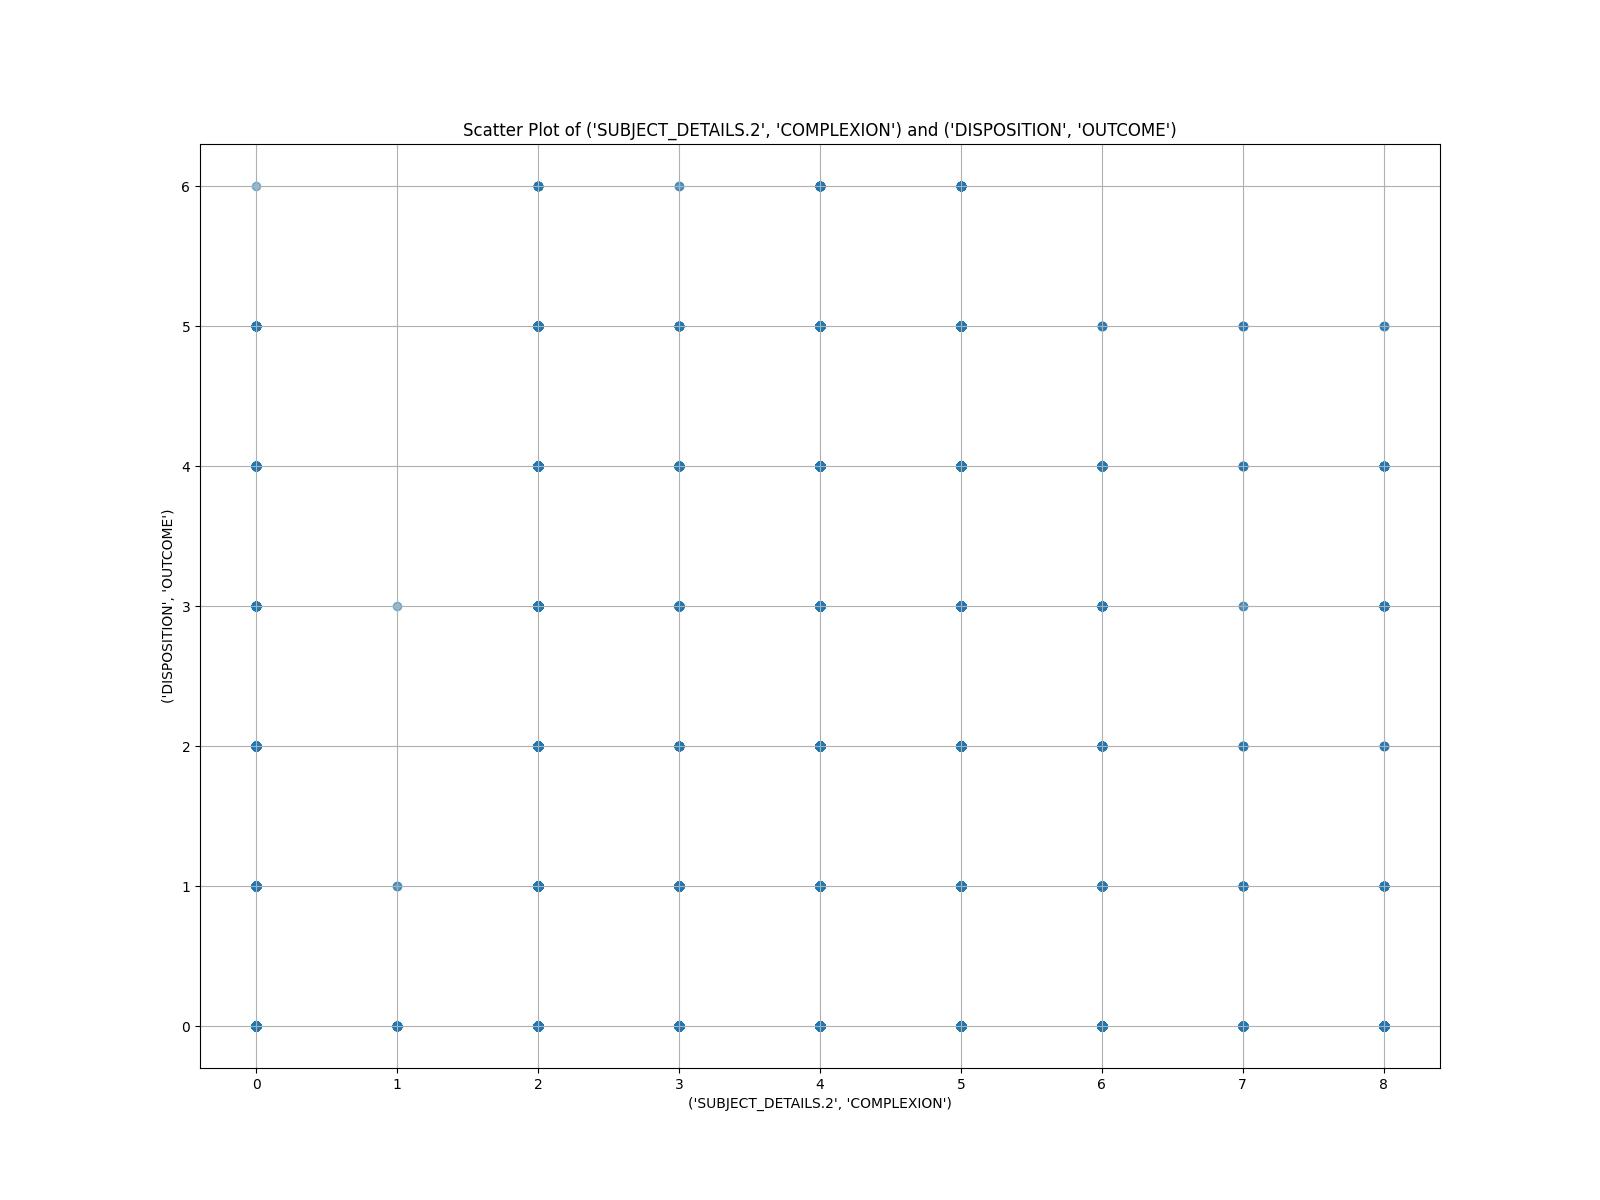 Scatter Plot of ('SUBJECT_DETAILS.2', 'COMPLEXION') and ('DISPOSITION', 'OUTCOME')
6
5
4
3
2
1
0
('DISPOSITION', 'OUTCOME')
0 1 2 3 4 5 6 7 8
('SUBJECT_DETAILS.2', 'COMPLEXION')